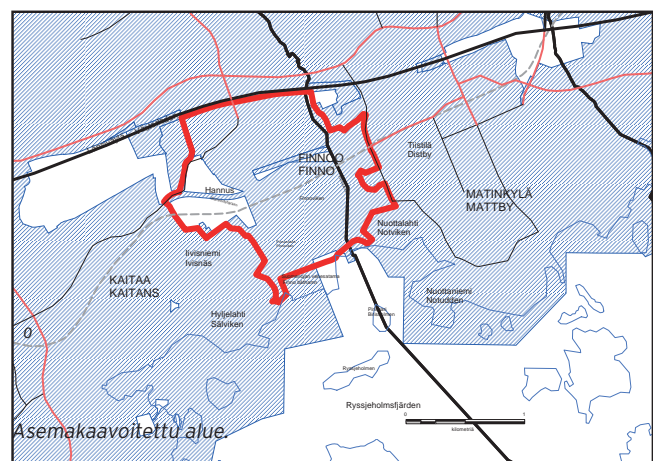 FINNOO
FINNO
Tiistilä
Distby
Hannus
MATINKYLÄ
MATTBY
Nuottalahti
Notviken
Iivisniemi
Ivisnäs
KAITAA
KAITANS
Nuottaniemi
Notudden
Hyljelahti
Sälviken
Ryssjeholmen
Ryssjeholmsfjärden
0
1
kilometriä
Asemakaavoitettu alue.